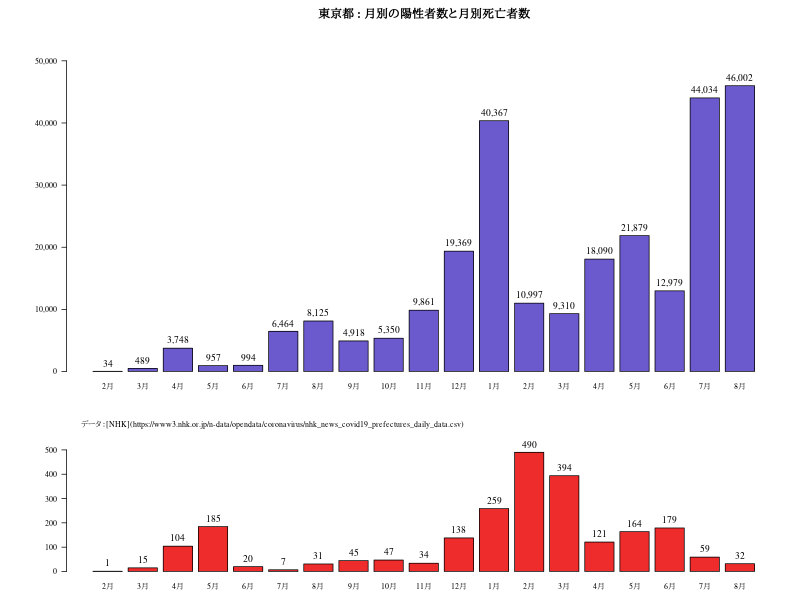 東京都 : 月別の陽性者数と月別死亡者数
50,000
40,000
30,000
20,000
10,000
0
34 489 3,748 957 994 6,464 8,125 4,918 5,350 9,861 19,369 40,367 10,997 9,310 18,090 21,879 12,979 44,034 46,002
2月 3月 4月 5月 6月 7月 8月 9月 10月 11月 12月 1月 2月 3月 4月 5月 6月 7月 8月
データ:[NHK](https://www3.nhk.or.jp/n-data/opendata/coronavirus/nhk_news_covid19_prefectures_daily_data.csv)
500
400
300
200
100
0
1 15 104 185 20 7 31 45 47 34 138 259 490 394 121 164 179 59 32
2月 3月 4月 5月 6月 7月 8月 9月 10月 11月 12月 1月 2月 3月 4月 5月 6月 7月 8月